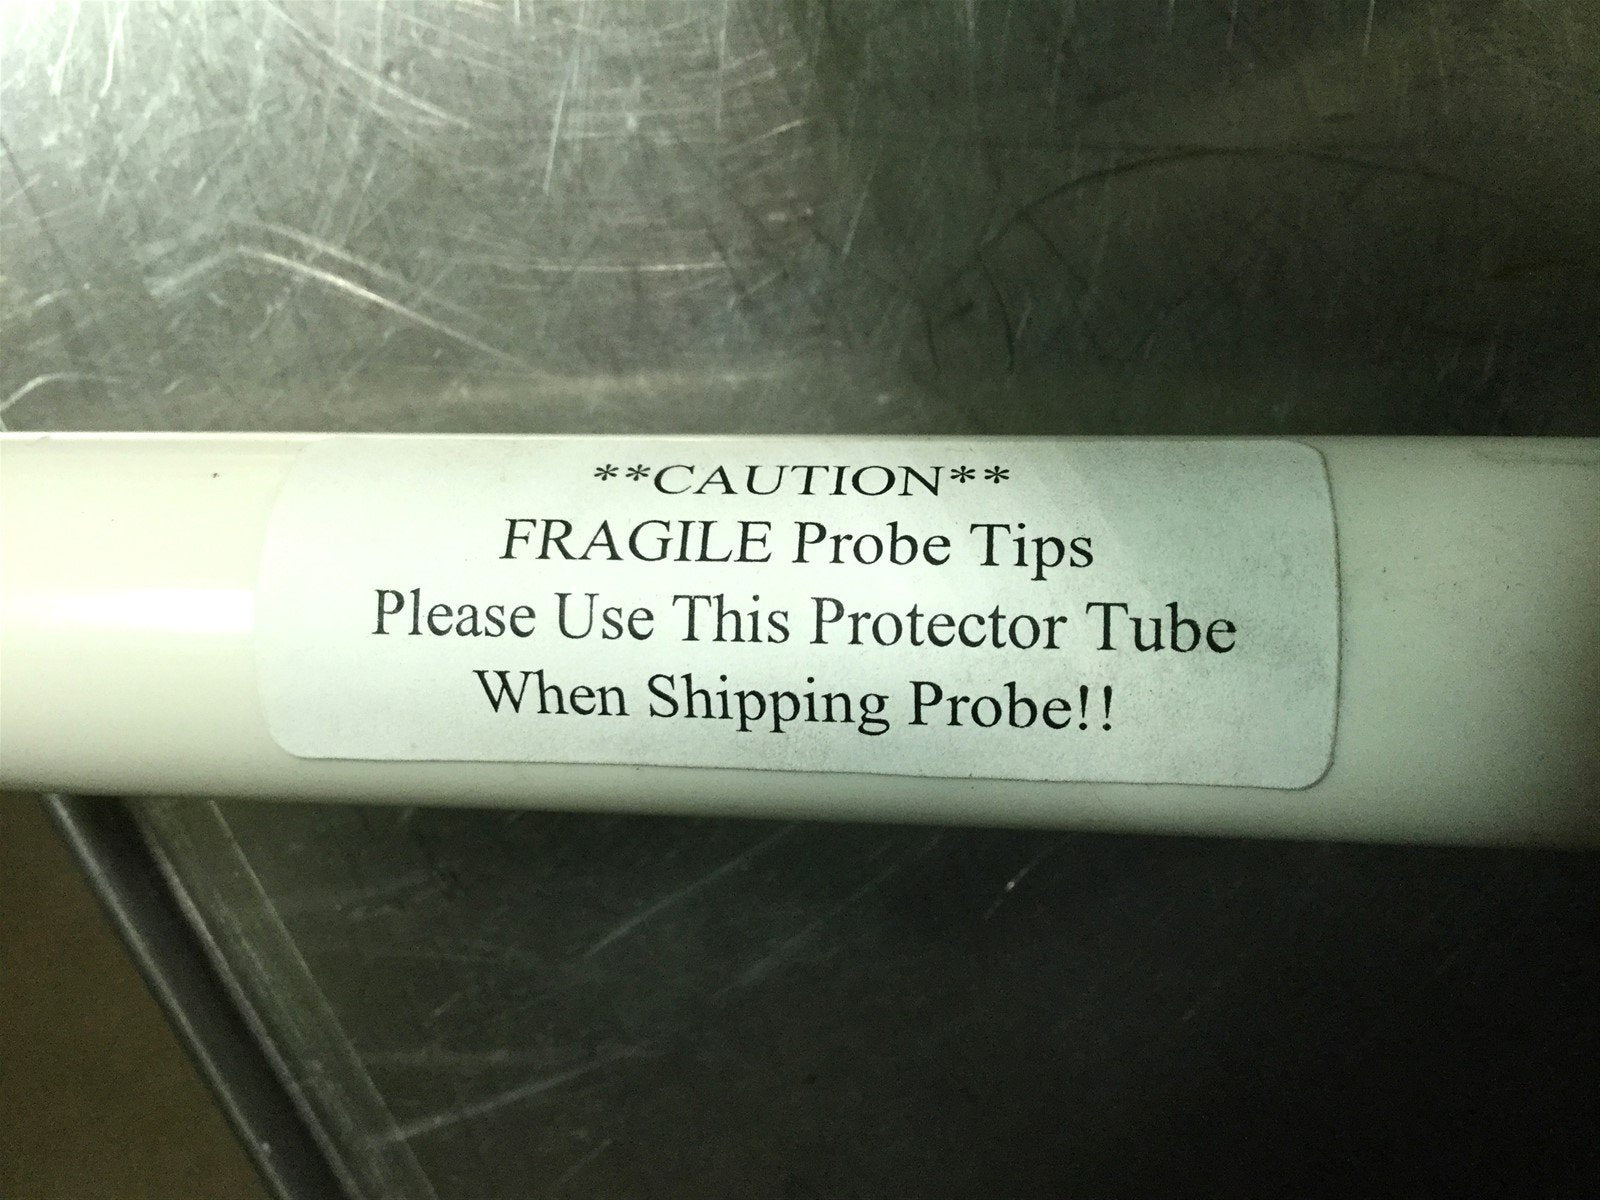 **CAUTION**
FRAGILE Probe Tips
Please Use This Protector Tube
When Shipping Probe!!